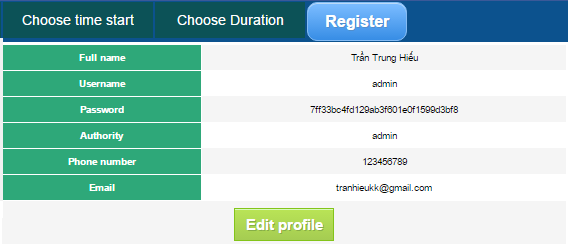 Choose time start Choose Duration Register
Full name Trần Trung Hiếu
Username admin
Password 7ff33bc4fd129ab3f601e0f1599d3bf8
Authority admin
Phone number 123456789
Email tranhieukk@gmail.com
Edit profile